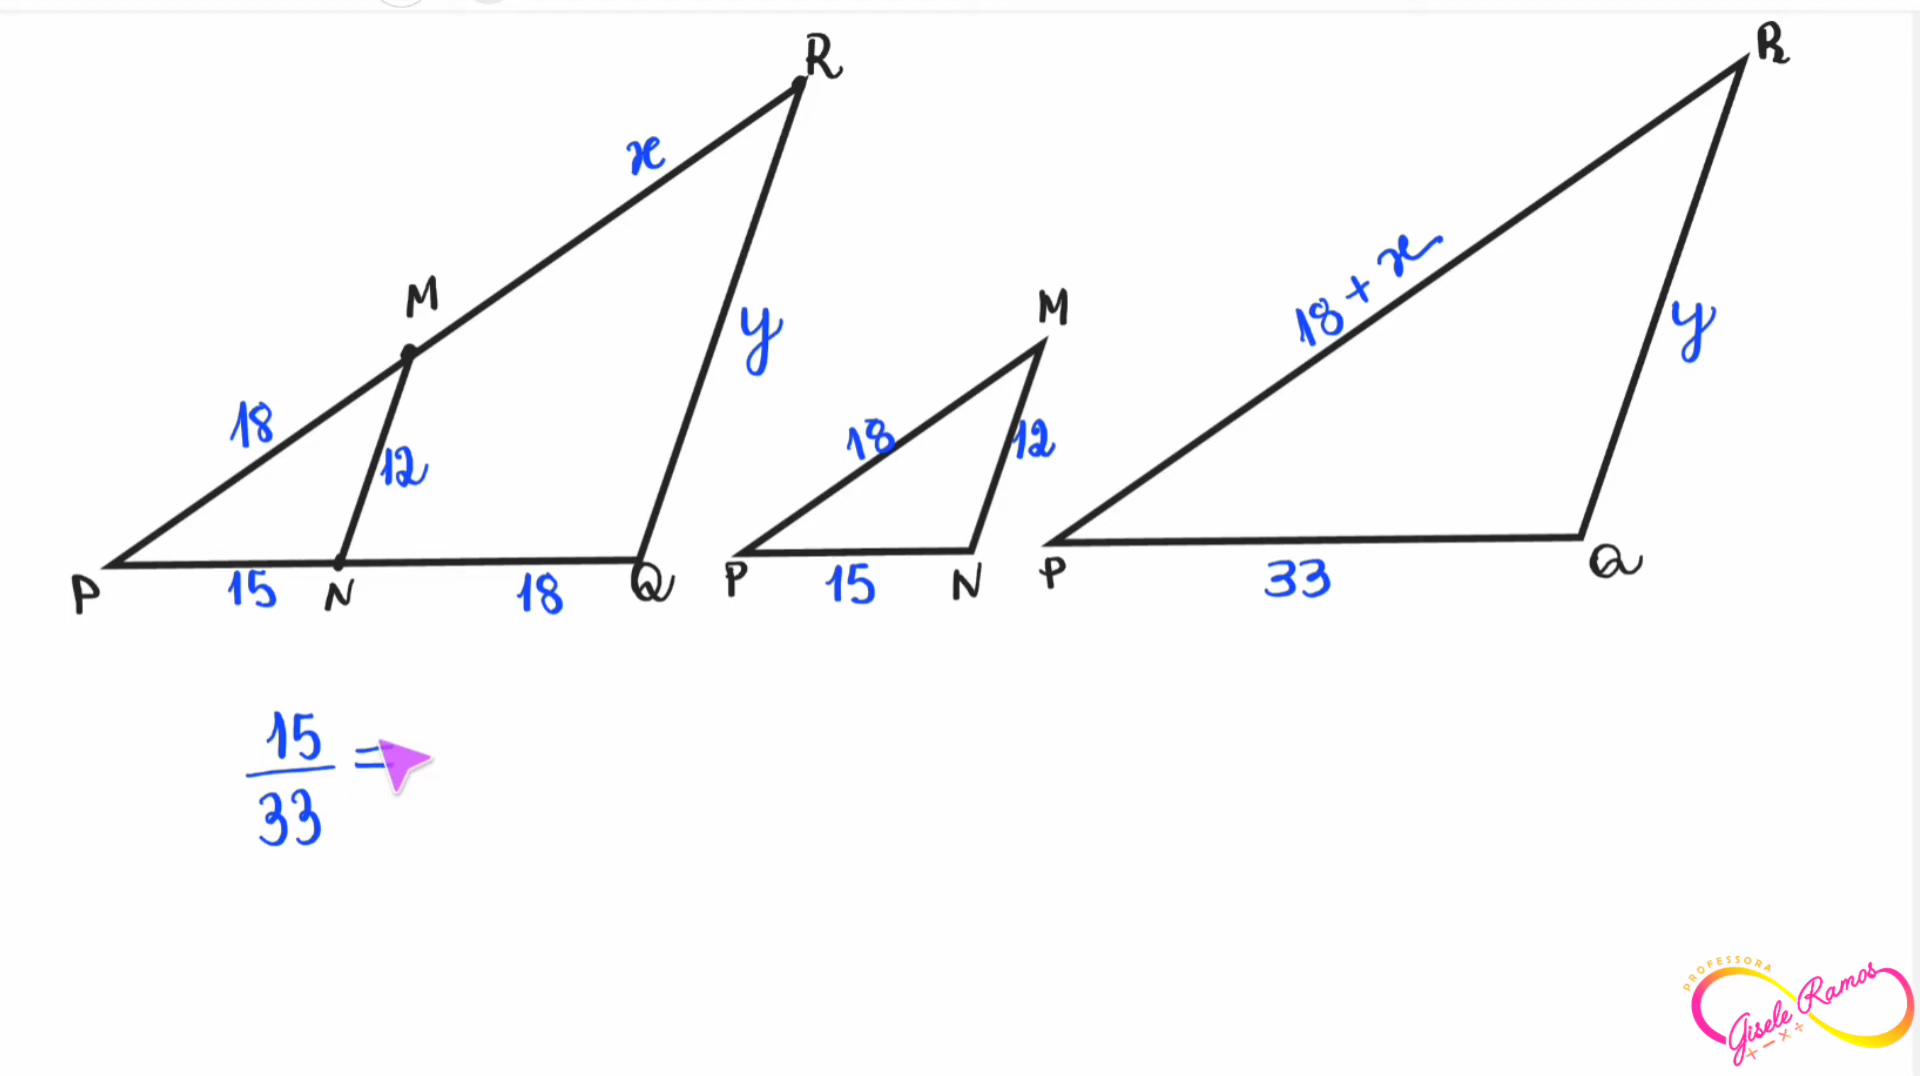 R
x
M
18
12
y
P
15
N
18
Q
M
18
12
P
15
N
R
18 + x
y
P
33
Q
15
33
=
PROFESSORA
Gisele Ramos
+ − × ÷